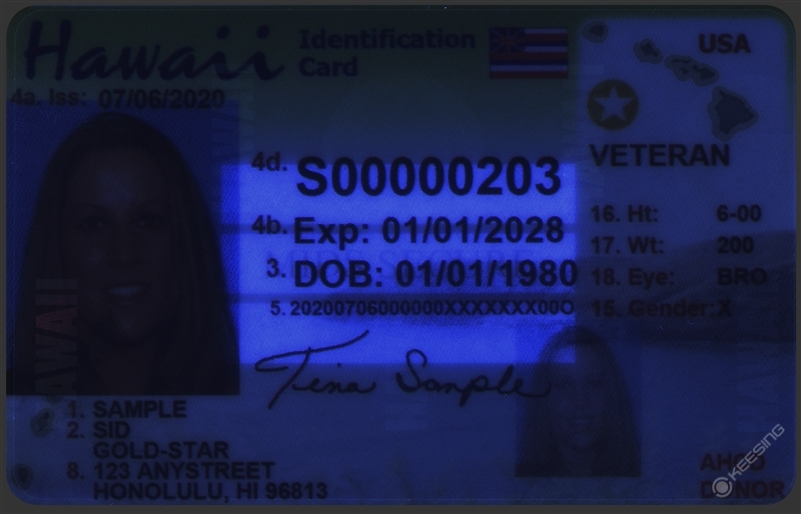 Hawaii Identification Card USA
4a. Iss: 07/06/2020
VETERAN
4d. S00000203
4b. Exp: 01/01/2028
3. DOB: 01/01/1980
5. 20200706000000XXXXXXX00O
16. Ht: 6-00
17. Wt: 200
18. Eye: BRO
15. Gender: X
Tina Sample
1. SAMPLE
2. SID
GOLD-STAR
8. 123 ANYSTREET
HONOLULU, HI 96813
DONOR
KEESING
HAWAII